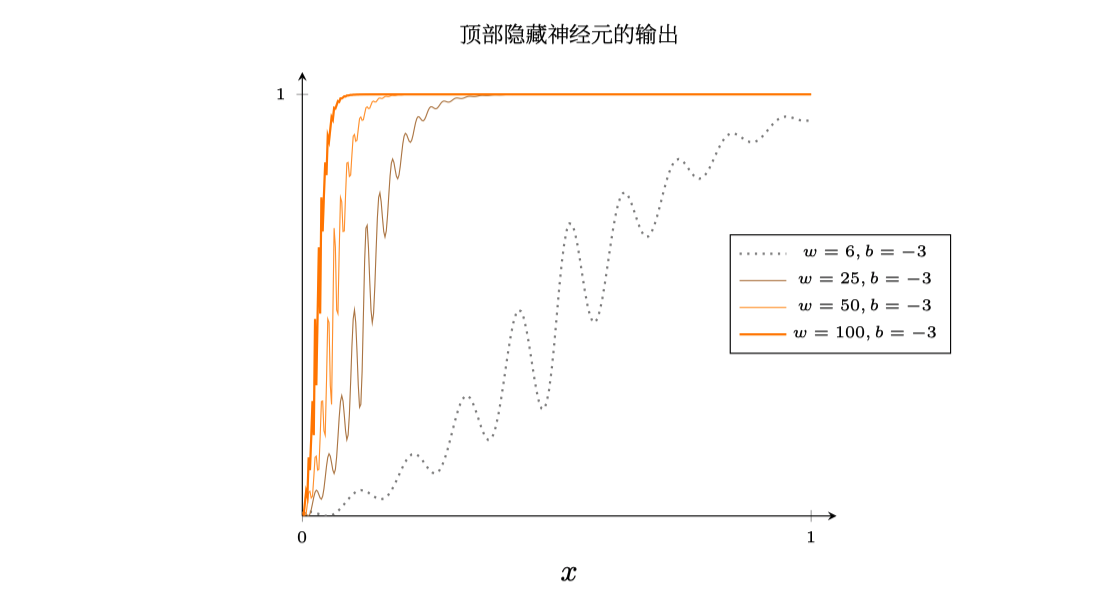 顶部隐藏神经元的输出
1
w = 6, b = −3
w = 25, b = −3
w = 50, b = −3
w = 100, b = −3
0
1
x